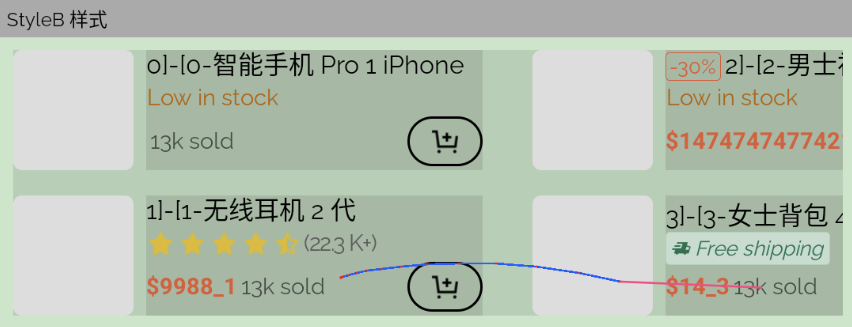 StyleB 样式
0]-[0-智能手机 Pro 1 iPhone
Low in stock
13k sold
-30% 2]-[2-男士
Low in stock
$147474747742
1]-[1-无线耳机 2 代
(22.3 K+)
$9988_1 13k sold
3]-[3-女士背包 4
Free shipping
$14_3 13k sold